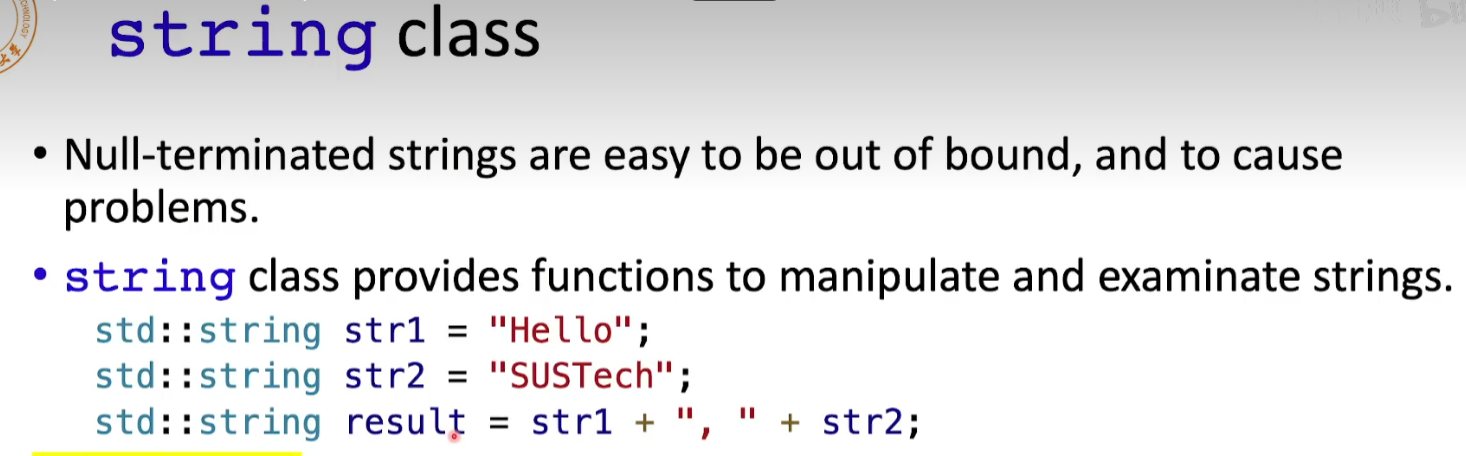 string class
• Null-terminated strings are easy to be out of bound, and to cause
problems.
• string class provides functions to manipulate and examinate strings.
std::string str1 = "Hello";
std::string str2 = "SUSTech";
std::string result = str1 + ", " + str2;